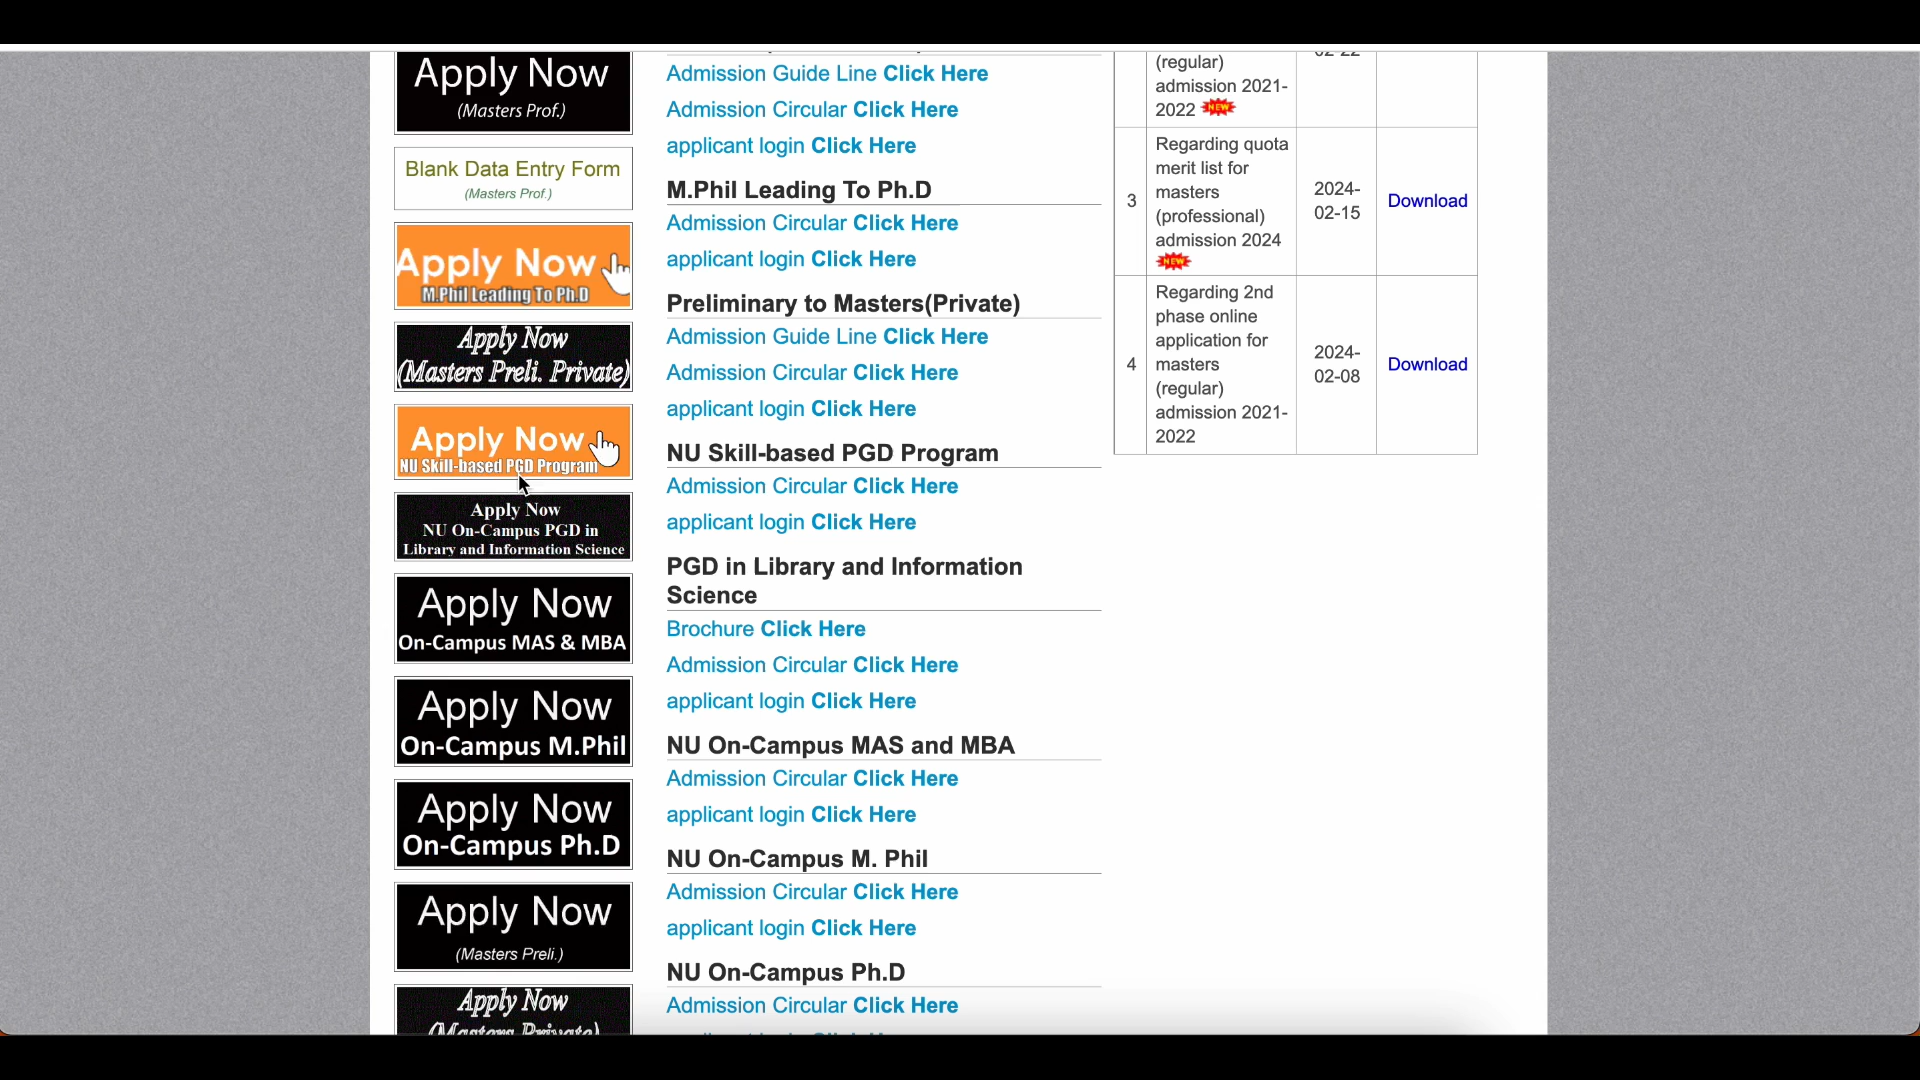 Apply Now
(Masters Prof.)
Blank Data Entry Form
(Masters Prof.)
Apply Now
M.Phil Leading To Ph.D
Apply Now
(Masters Preli. Private)
Apply Now
NU Skill-based PGD Program
Apply Now
NU On-Campus PGD in
Library and Information Science
Apply Now
On-Campus MAS & MBA
Apply Now
On-Campus M.Phil
Apply Now
On-Campus Ph.D
Apply Now
(Masters Preli.)
Apply Now
(Masters Private)
Admission Guide Line Click Here
Admission Circular Click Here
applicant login Click Here
M.Phil Leading To Ph.D
Admission Circular Click Here
applicant login Click Here
Preliminary to Masters(Private)
Admission Guide Line Click Here
Admission Circular Click Here
applicant login Click Here
NU Skill-based PGD Program
Admission Circular Click Here
applicant login Click Here
PGD in Library and Information
Science
Brochure Click Here
Admission Circular Click Here
applicant login Click Here
NU On-Campus MAS and MBA
Admission Circular Click Here
applicant login Click Here
NU On-Campus M. Phil
Admission Circular Click Here
applicant login Click Here
NU On-Campus Ph.D
Admission Circular Click Here
(regular)
admission 2021-
2022 NEW
02-22
3
Regarding quota
merit list for
masters
(professional)
admission 2024
NEW
2024-
02-15
Download
4
Regarding 2nd
phase online
application for
masters
(regular)
admission 2021-
2022
2024-
02-08
Download